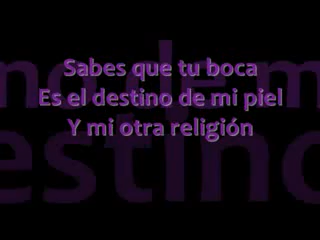 Sabes que tu boca
Es el destino de mi piel
Y mi otra religión